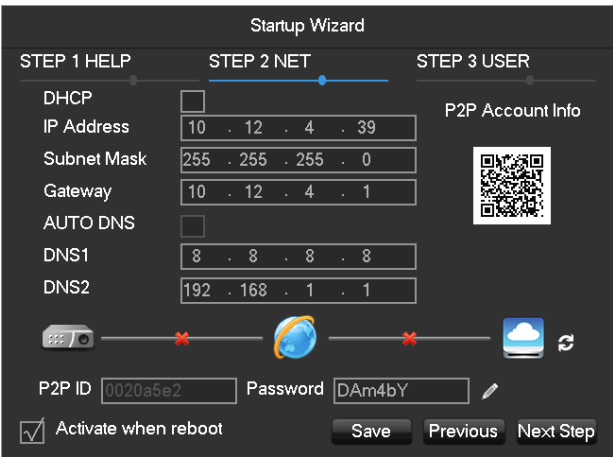 Startup Wizard
STEP 1 HELP STEP 2 NET STEP 3 USER
DHCP
P2P Account Info
IP Address 10 . 12 . 4 . 39
Subnet Mask 255 . 255 . 255 . 0
Gateway 10 . 12 . 4 . 1
AUTO DNS
DNS1 8 . 8 . 8 . 8
DNS2 192 . 168 . 1 . 1
P2P ID 0020a5e2 Password DAm4bY
Activate when reboot Save Previous Next Step